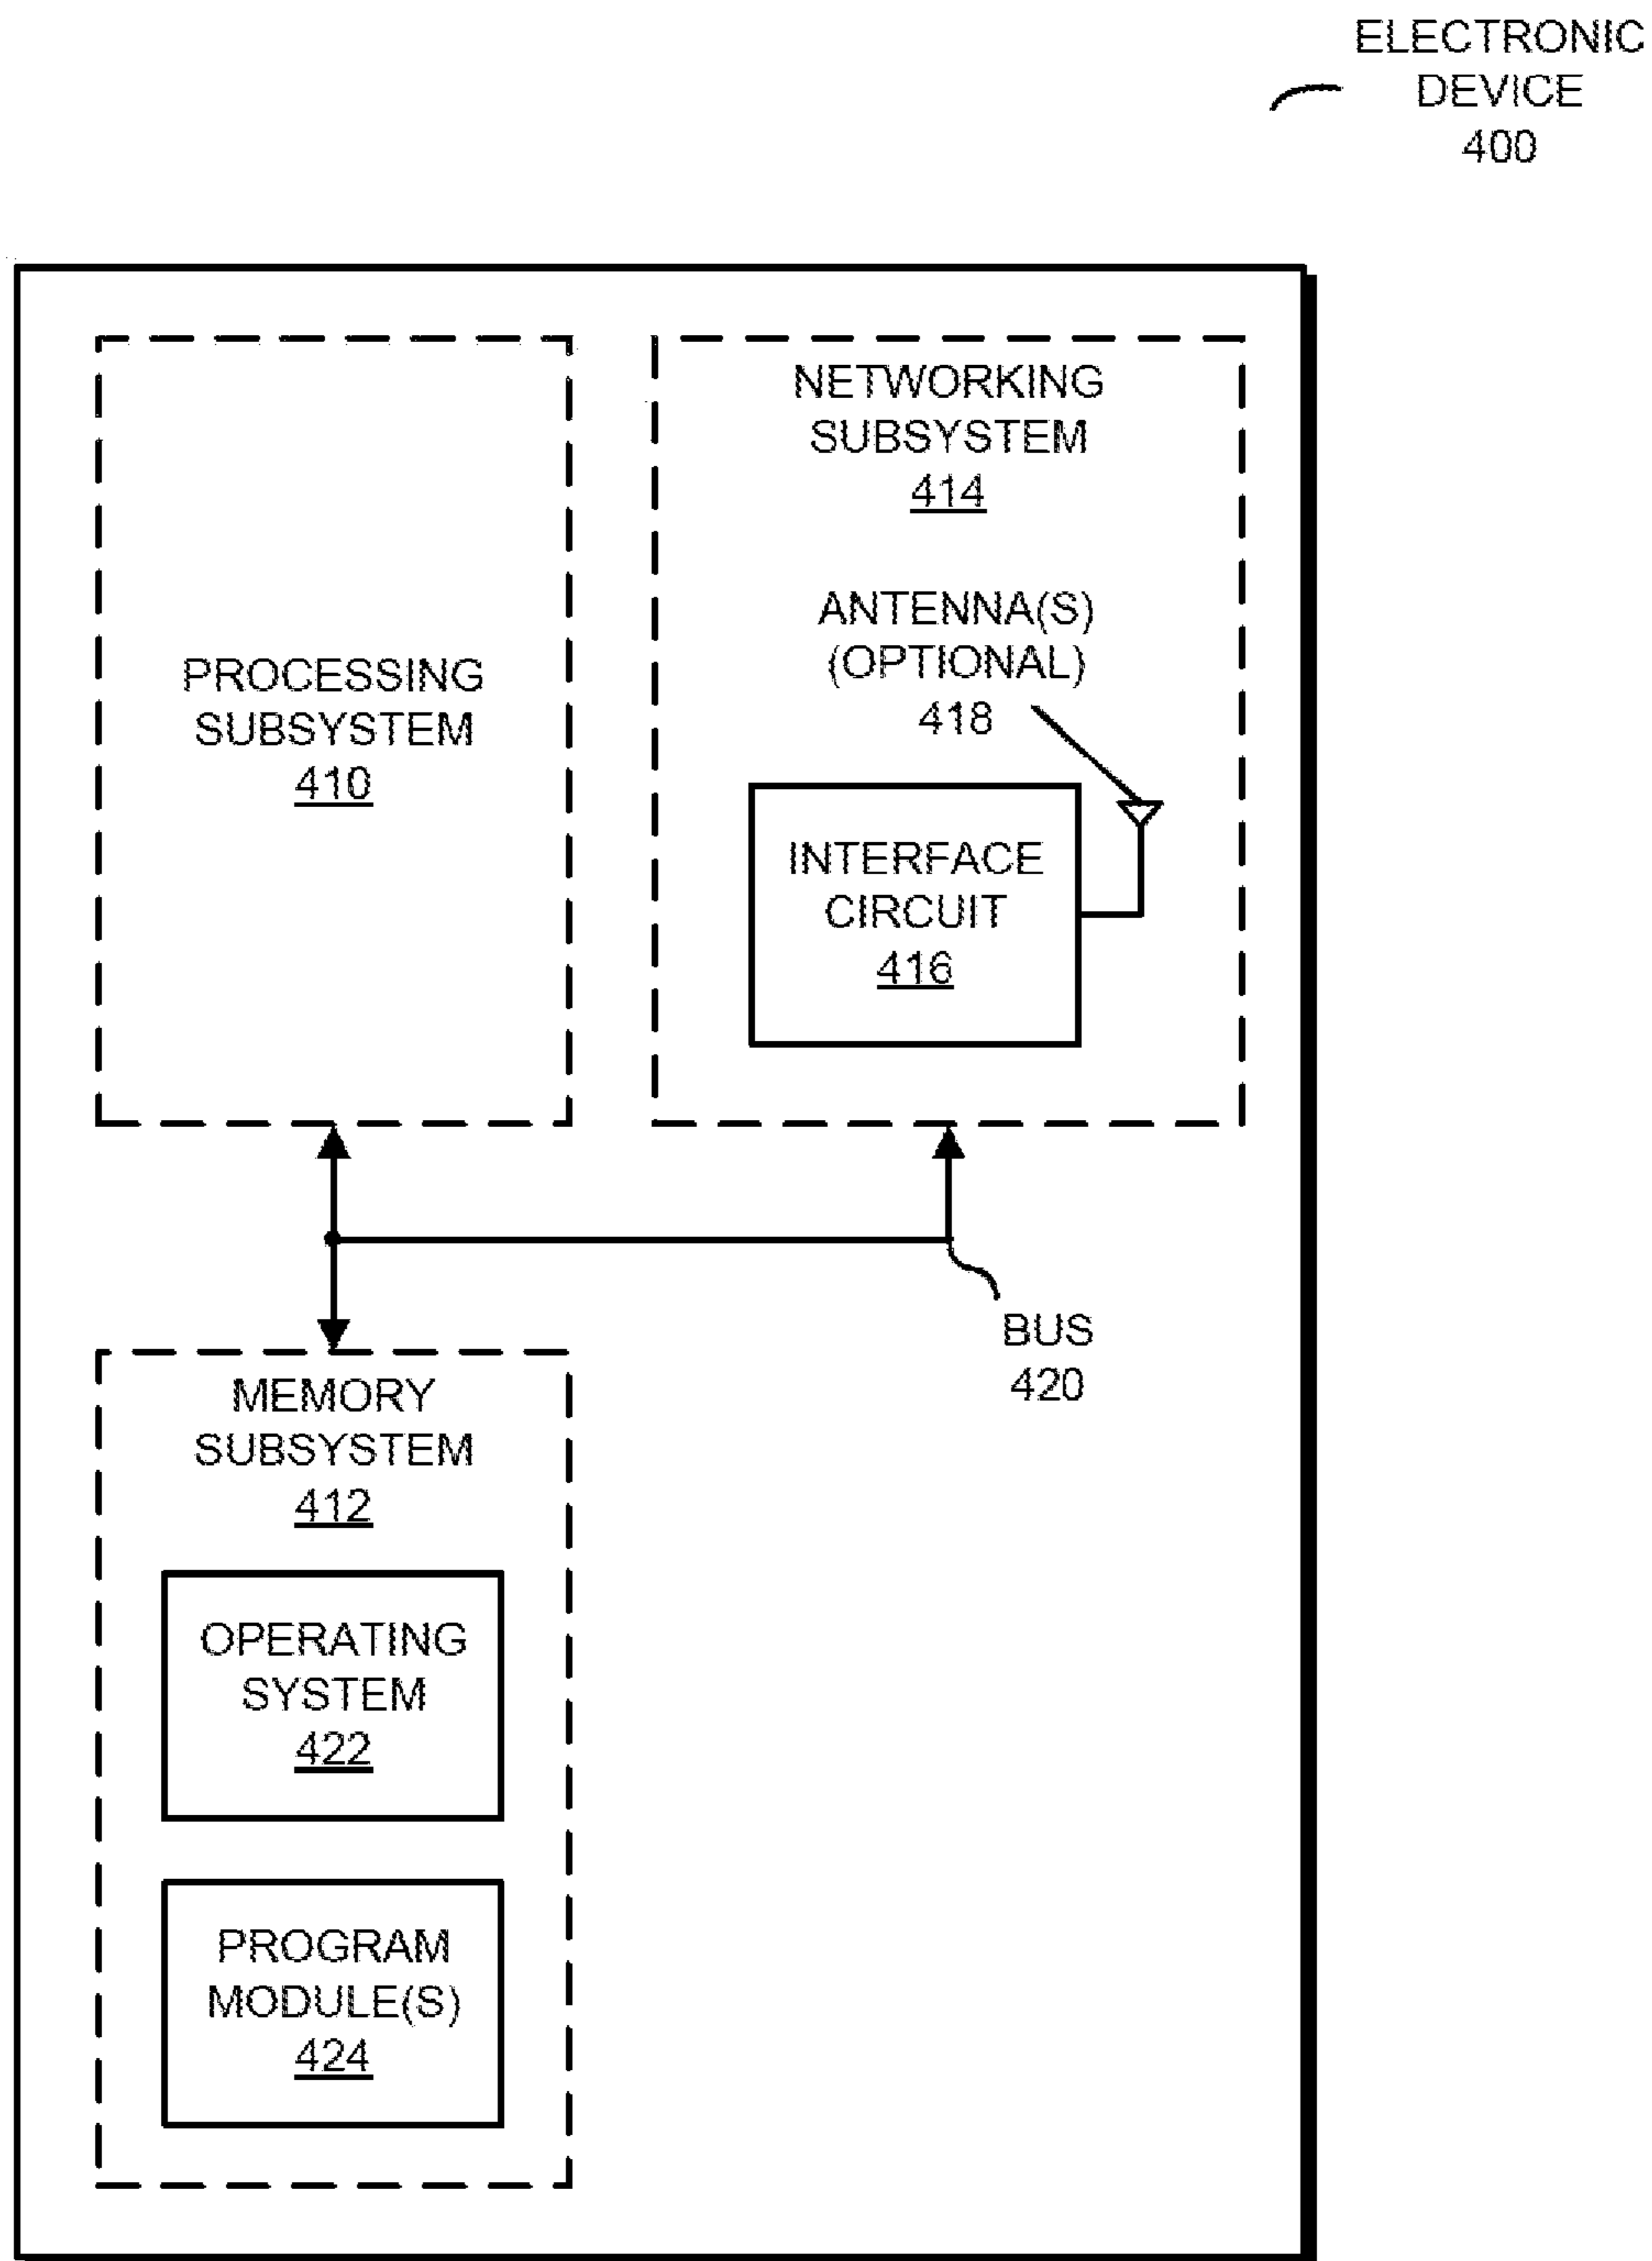 ELECTRONIC
DEVICE
400
PROCESSING
SUBSYSTEM
410
NETWORKING
SUBSYSTEM
414
ANTENNA(S)
(OPTIONAL)
418
INTERFACE
CIRCUIT
416
BUS
420
MEMORY
SUBSYSTEM
412
OPERATING
SYSTEM
422
PROGRAM
MODULE(S)
424